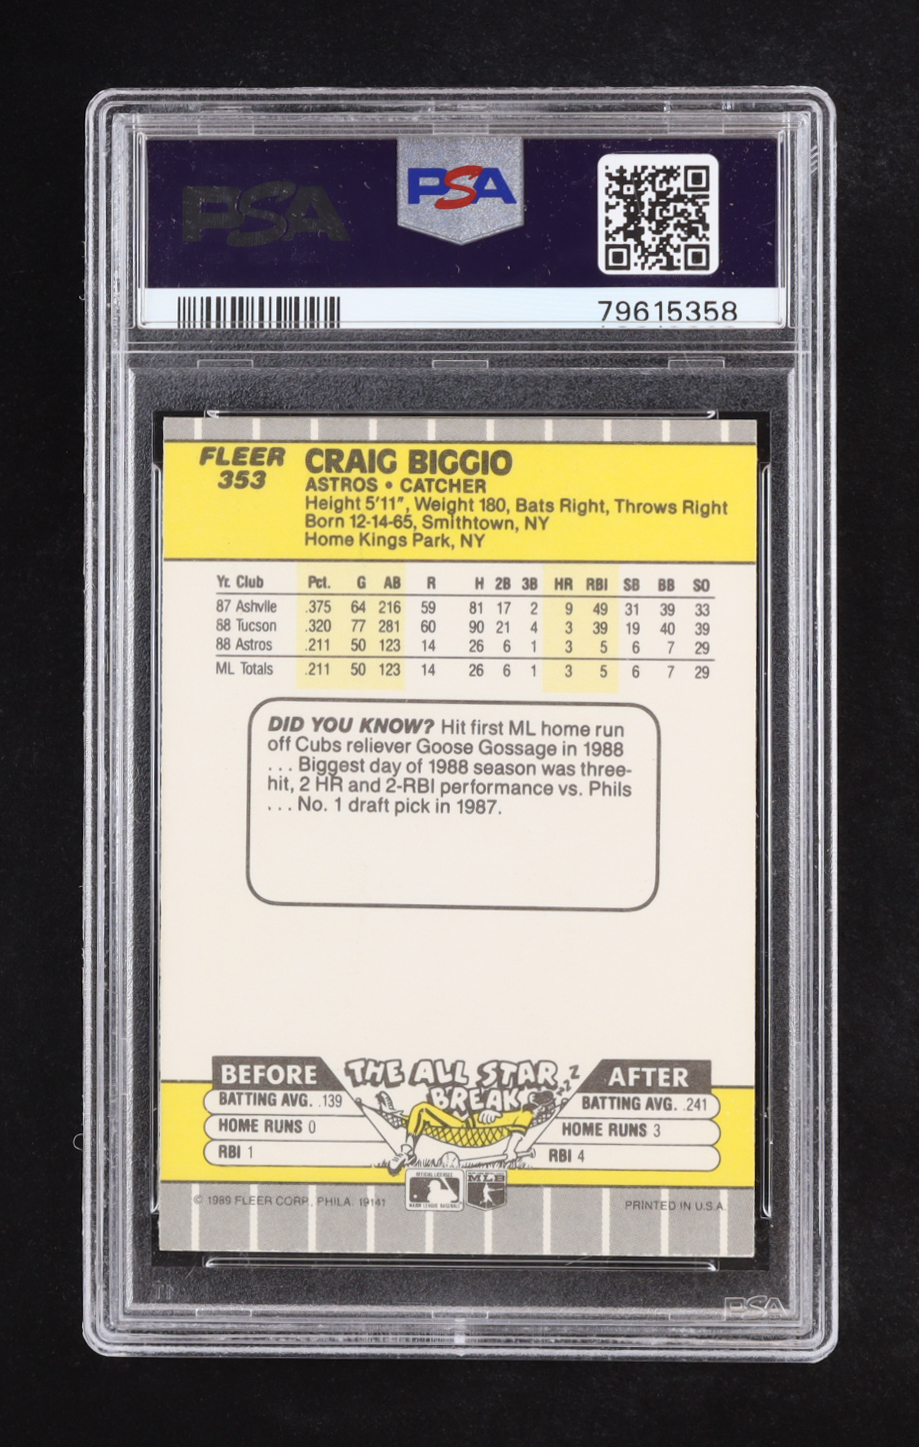 PSA
PSA
79615358
FLEER
353
CRAIG BIGGIO
ASTROS • CATCHER
Height 5'11", Weight 180, Bats Right, Throws Right
Born 12-14-65, Smithtown, NY
Home Kings Park, NY
Yr. Club Pct. G AB R H 2B 3B HR RBI SB BB SO
87 Ashvlle .375 64 216 59 81 17 2 9 49 31 39 33
88 Tucson .320 77 281 60 90 21 4 3 39 19 40 39
88 Astros .211 50 123 14 26 6 1 3 5 6 7 29
ML Totals .211 50 123 14 26 6 1 3 5 6 7 29
DID YOU KNOW? Hit first ML home run
off Cubs reliever Goose Gossage in 1988
. . . Biggest day of 1988 season was three-
hit, 2 HR and 2-RBI performance vs. Phils
. . . No. 1 draft pick in 1987.
THE ALL STAR
BREAK
ZZZ
BEFORE
BATTING AVG. .139
HOME RUNS 0
RBI 1
AFTER
BATTING AVG. .241
HOME RUNS 3
RBI 4
MLB
© 1989 FLEER CORP., PHILA. 19141
PRINTED IN U.S.A.
PSA